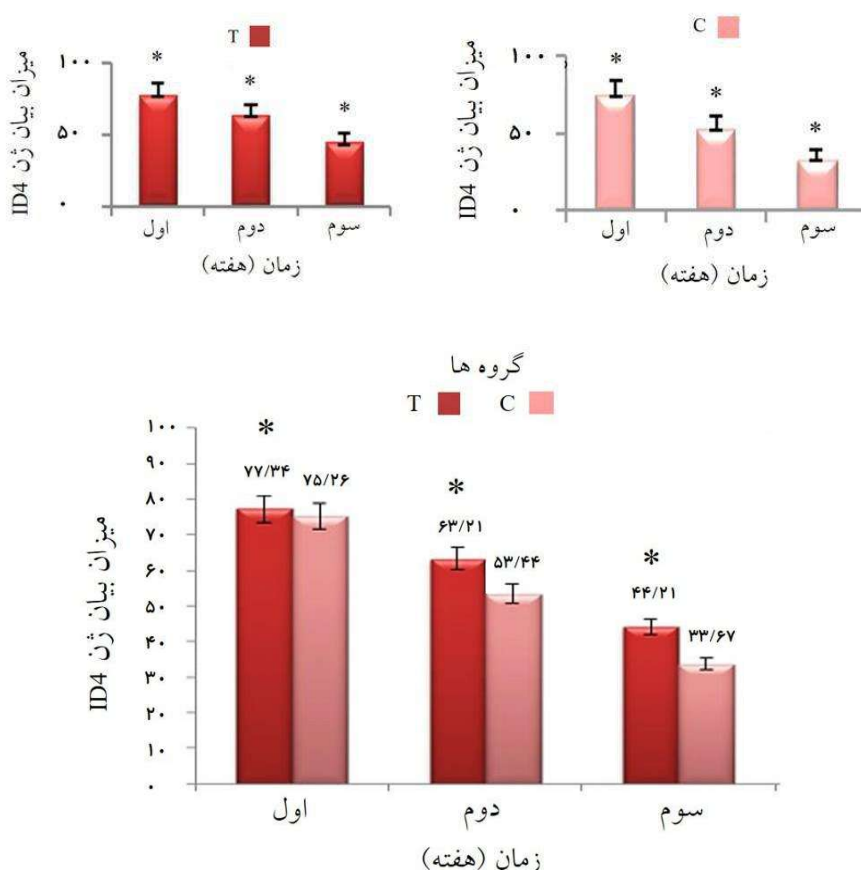 T
میزان بیان ژن ID4
۱۰۰
۵۰
۰
*
*
*
اول
دوم
سوم
زمان (هفته)
C
میزان بیان ژن ID4
۱۰۰
۵۰
۰
*
*
*
اول
دوم
سوم
زمان (هفته)
گروه ها
T C
میزان بیان ژن ID4
۱۰۰
۹۰
۸۰
۷۰
۶۰
۵۰
۴۰
۳۰
۲۰
۱۰
۰
*
۷۷/۳۴
۷۵/۲۶
*
۶۳/۲۱
۵۳/۴۴
*
۴۴/۲۱
۳۳/۶۷
اول
دوم
سوم
زمان (هفته)